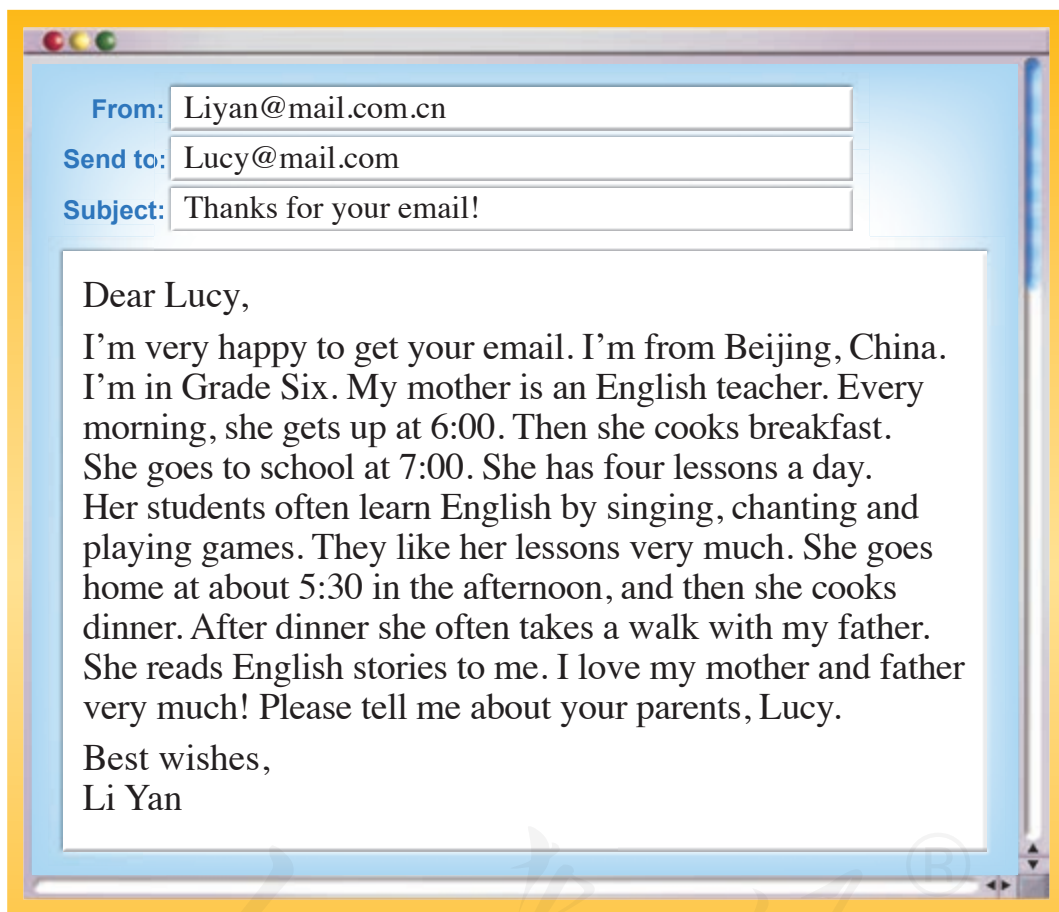 From: Liyan@mail.com.cn
Send to: Lucy@mail.com
Subject: Thanks for your email!
Dear Lucy,
I’m very happy to get your email. I’m from Beijing, China.
I’m in Grade Six. My mother is an English teacher. Every
morning, she gets up at 6:00. Then she cooks breakfast.
She goes to school at 7:00. She has four lessons a day.
Her students often learn English by singing, chanting and
playing games. They like her lessons very much. She goes
home at about 5:30 in the afternoon, and then she cooks
dinner. After dinner she often takes a walk with my father.
She reads English stories to me. I love my mother and father
very much! Please tell me about your parents, Lucy.
Best wishes,
Li Yan
®